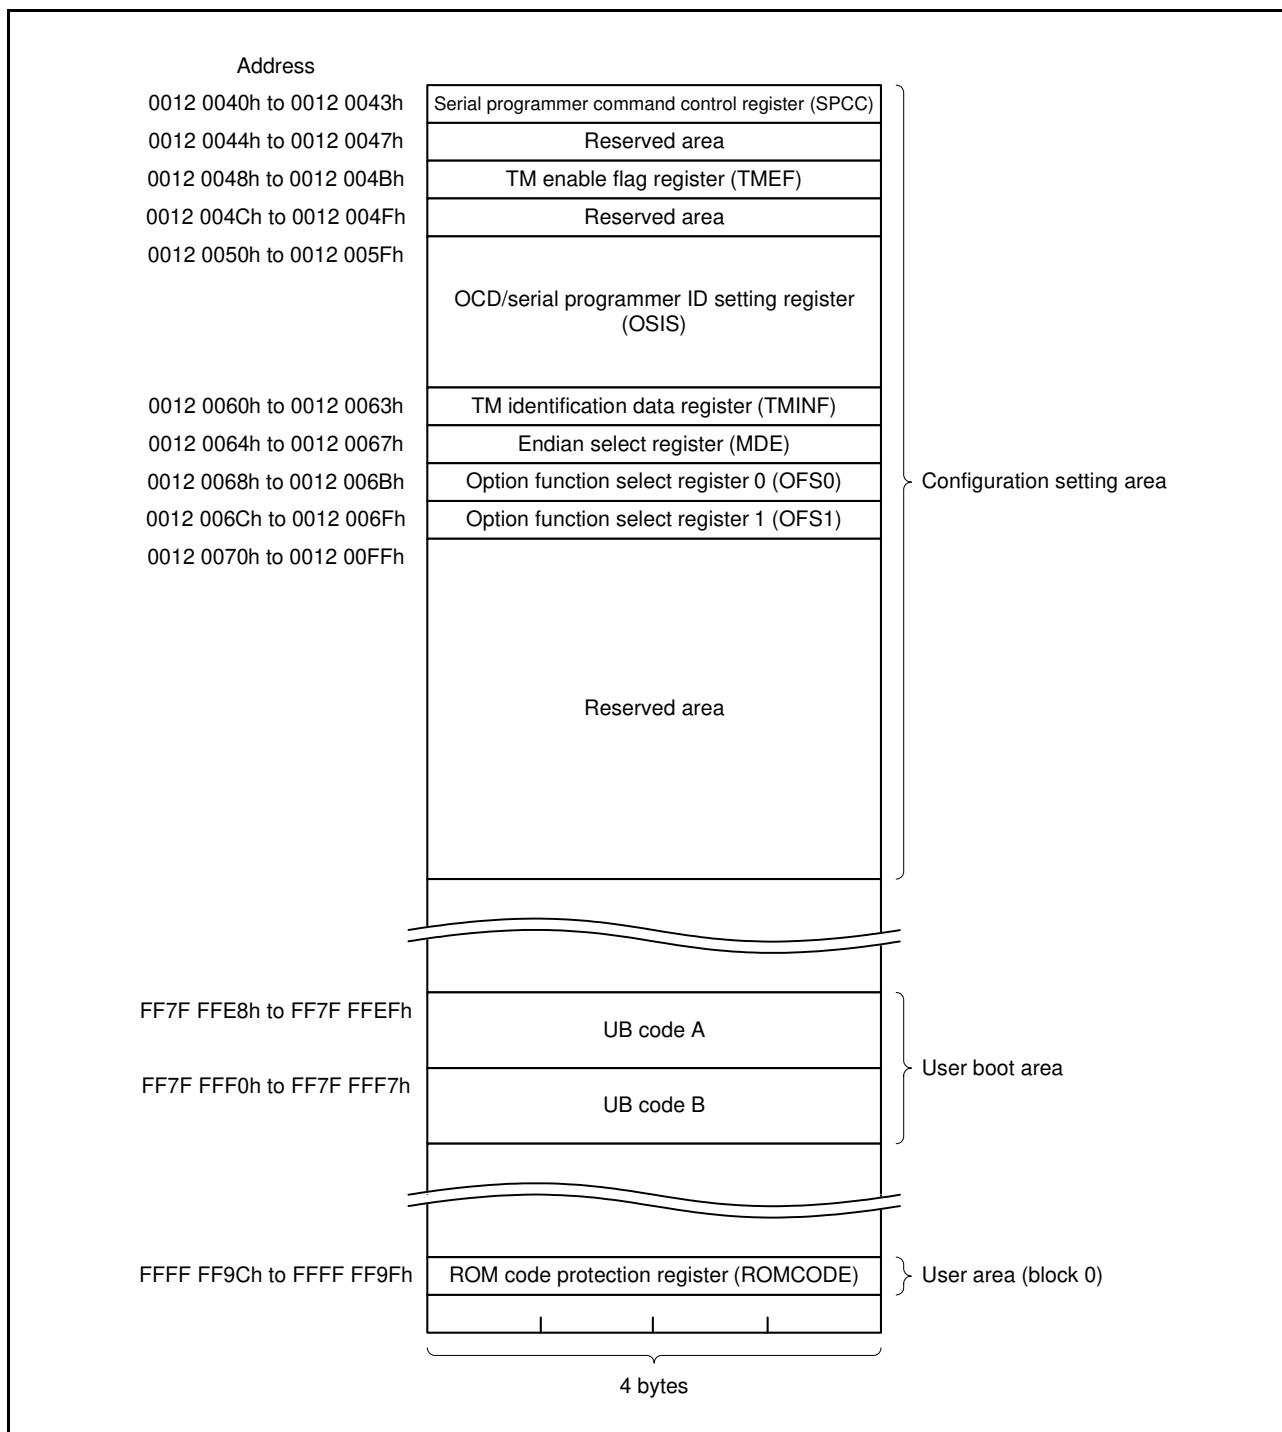 Address
0012 0040h to 0012 0043h Serial programmer command control register (SPCC)
0012 0044h to 0012 0047h Reserved area
0012 0048h to 0012 004Bh TM enable flag register (TMEF)
0012 004Ch to 0012 004Fh Reserved area
0012 0050h to 0012 005Fh
OCD/serial programmer ID setting register
(OSIS)
0012 0060h to 0012 0063h TM identification data register (TMINF)
0012 0064h to 0012 0067h Endian select register (MDE)
0012 0068h to 0012 006Bh Option function select register 0 (OFS0) Configuration setting area
0012 006Ch to 0012 006Fh Option function select register 1 (OFS1)
0012 0070h to 0012 00FFh
Reserved area
FF7F FFE8h to FF7F FFEFh
UB code A
User boot area
FF7F FFF0h to FF7F FFF7h
UB code B
FFFF FF9Ch to FFFF FF9Fh ROM code protection register (ROMCODE) User area (block 0)
4 bytes